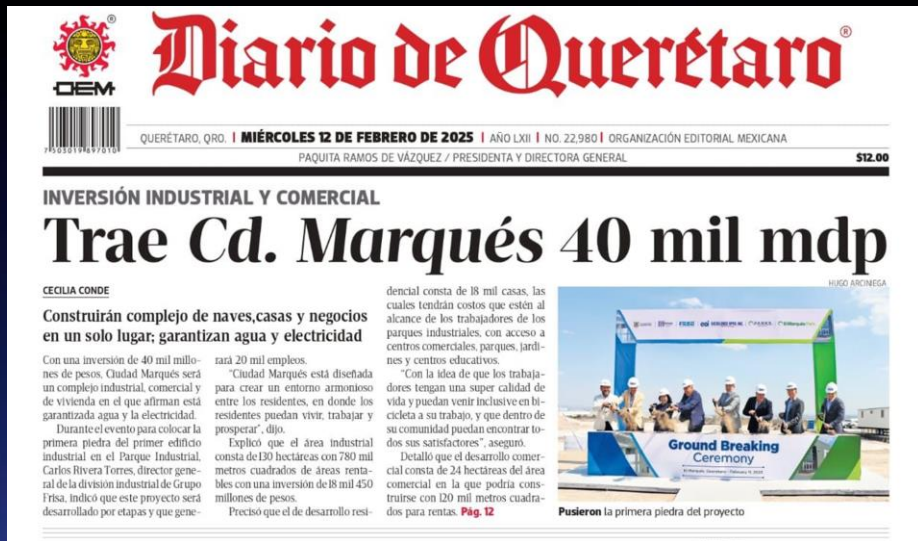 OEM
Diario de Querétaro
QUERÉTARO, QRO. | MIÉRCOLES 12 DE FEBRERO DE 2025 | AÑO LXII | NO. 22,980 | ORGANIZACIÓN EDITORIAL MEXICANA
7 503019 897010
PAQUITA RAMOS DE VÁZQUEZ / PRESIDENTA Y DIRECTORA GENERAL
$12.00
INVERSIÓN INDUSTRIAL Y COMERCIAL
Trae Cd. Marqués 40 mil mdp
HUGO ARCINIEGA
CECILIA CONDE
Construirán complejo de naves,casas y negocios
en un solo lugar; garantizan agua y electricidad
Con una inversión de 40 mil millo-
nes de pesos, Ciudad Marqués será
un complejo industrial, comercial y
de vivienda en el que afirman está
garantizada agua y la electricidad.
Durante el evento para colocar la
primera piedra del primer edificio
industrial en el Parque Industrial,
Carlos Rivera Torres, director gene-
ral de la división industrial de Grupo
Frisa, indicó que este proyecto será
desarrollado por etapas y que gene-
rará 20 mil empleos.
"Ciudad Marqués está diseñada
para crear un entorno armonioso
entre los residentes, en donde los
residentes puedan vivir, trabajar y
prosperar", dijo.
Explicó que el área industrial
consta de130 hectáreas con 780 mil
metros cuadrados de áreas renta-
bles con una inversión de 18 mil 450
millones de pesos.
Precisó que el de desarrollo resi-
dencial consta de 18 mil casas, las
cuales tendrán costos que estén al
alcance de los trabajadores de los
parques industriales, con acceso a
centros comerciales, parques, jardi-
nes y centros educativos.
"Con la idea de que los trabaja-
dores tengan una super calidad de
vida y puedan venir inclusive en bi-
cicleta a su trabajo, y que dentro de
su comunidad puedan encontrar to-
dos sus satisfactores", aseguró.
Detalló que el desarrollo comer-
cial consta de 24 hectáreas del área
comercial en la que podría cons-
truirse con 120 mil metros cuadra-
dos para rentas. Pág. 12
Ground Breaking
Ceremony
Pusieron la primera piedra del proyecto